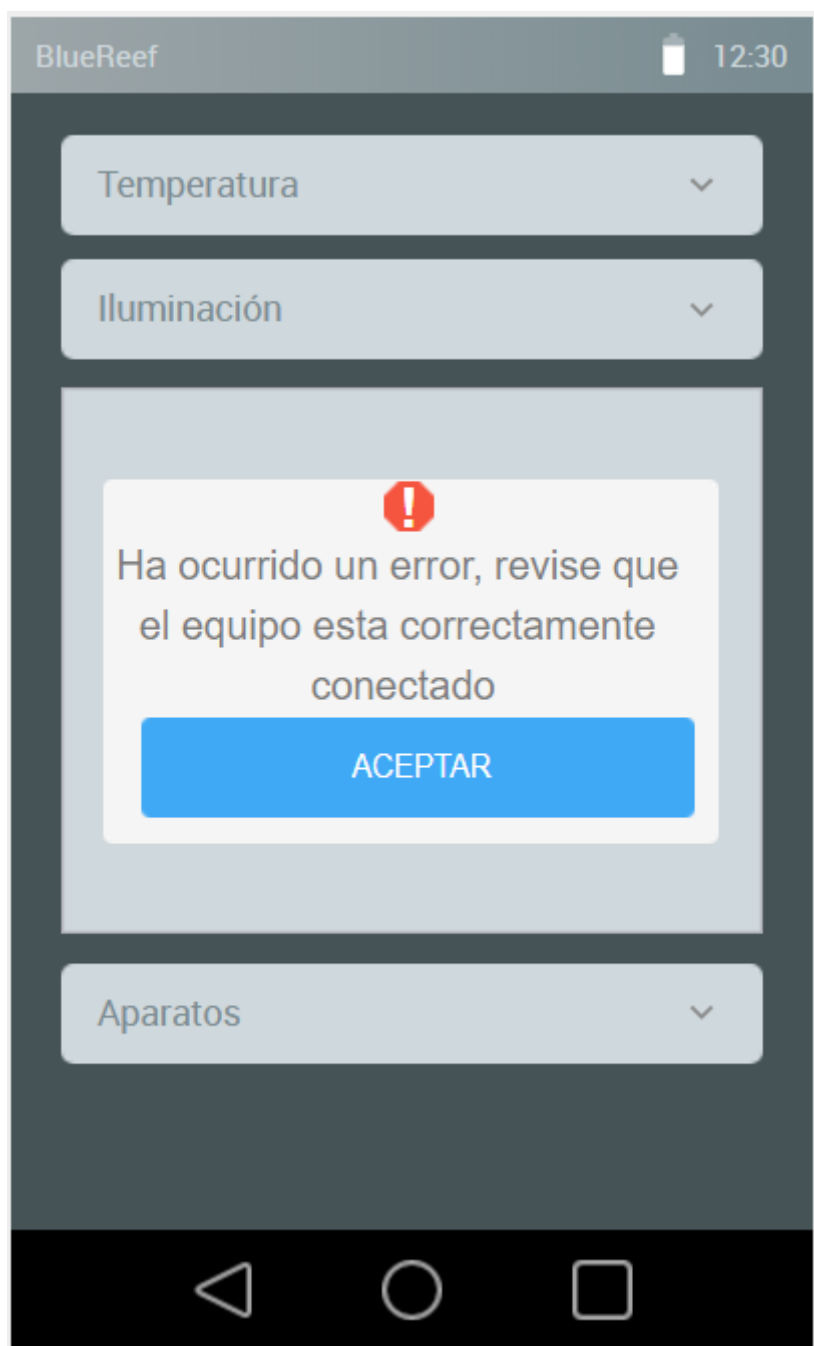 BlueReef 12:30
Temperatura
Iluminación
Ha ocurrido un error, revise que
el equipo esta correctamente
conectado
ACEPTAR
Aparatos